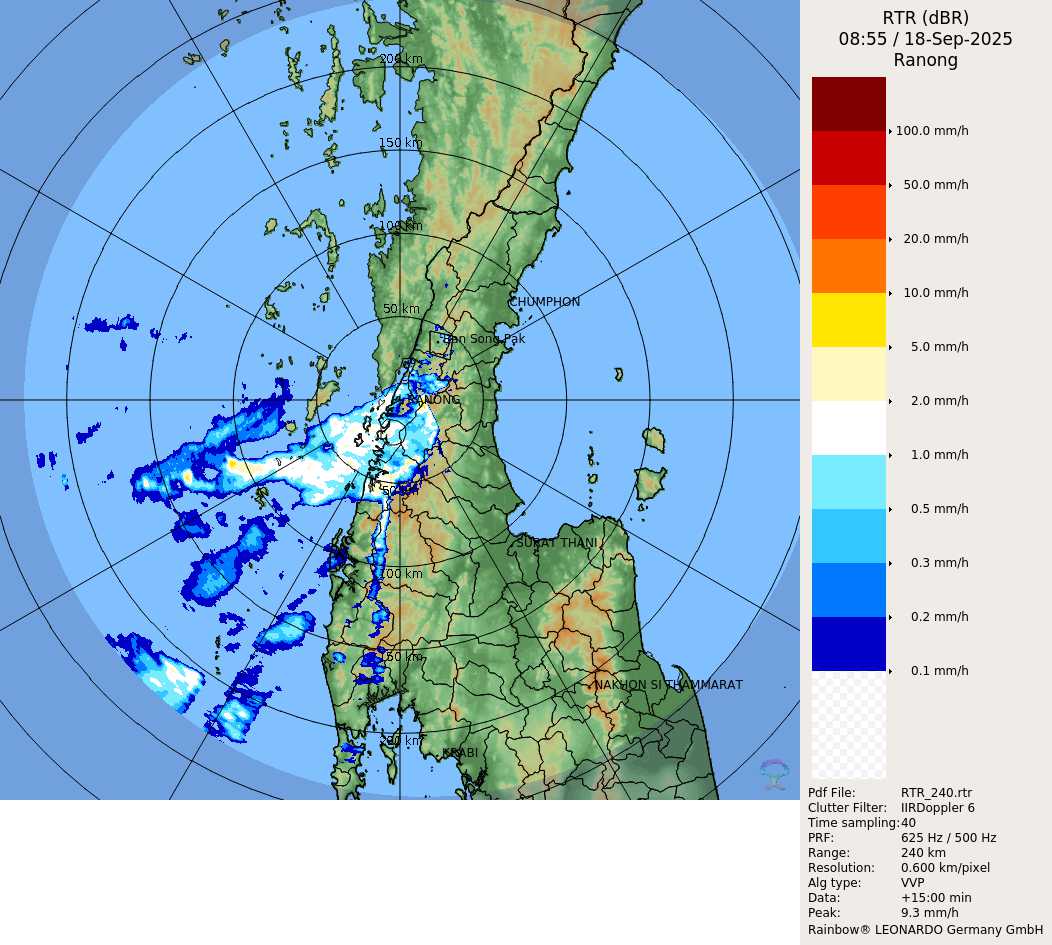 RTR (dBR)
08:55 / 18-Sep-2025
Ranong
200 km
150 km
100 km
50 km
CHUMPHON
Ban Song Pak
RANONG
50 km
SURAT THANI
100 km
150 km
NAKHON SI THAMMARAT
200 km
KRABI
100.0 mm/h
50.0 mm/h
20.0 mm/h
10.0 mm/h
5.0 mm/h
2.0 mm/h
1.0 mm/h
0.5 mm/h
0.3 mm/h
0.2 mm/h
0.1 mm/h
Pdf File: RTR_240.rtr
Clutter Filter: IIRDoppler 6
Time sampling:40
PRF: 625 Hz / 500 Hz
Range: 240 km
Resolution: 0.600 km/pixel
Alg type: VVP
Data: +15:00 min
Peak: 9.3 mm/h
Rainbow® LEONARDO Germany GmbH